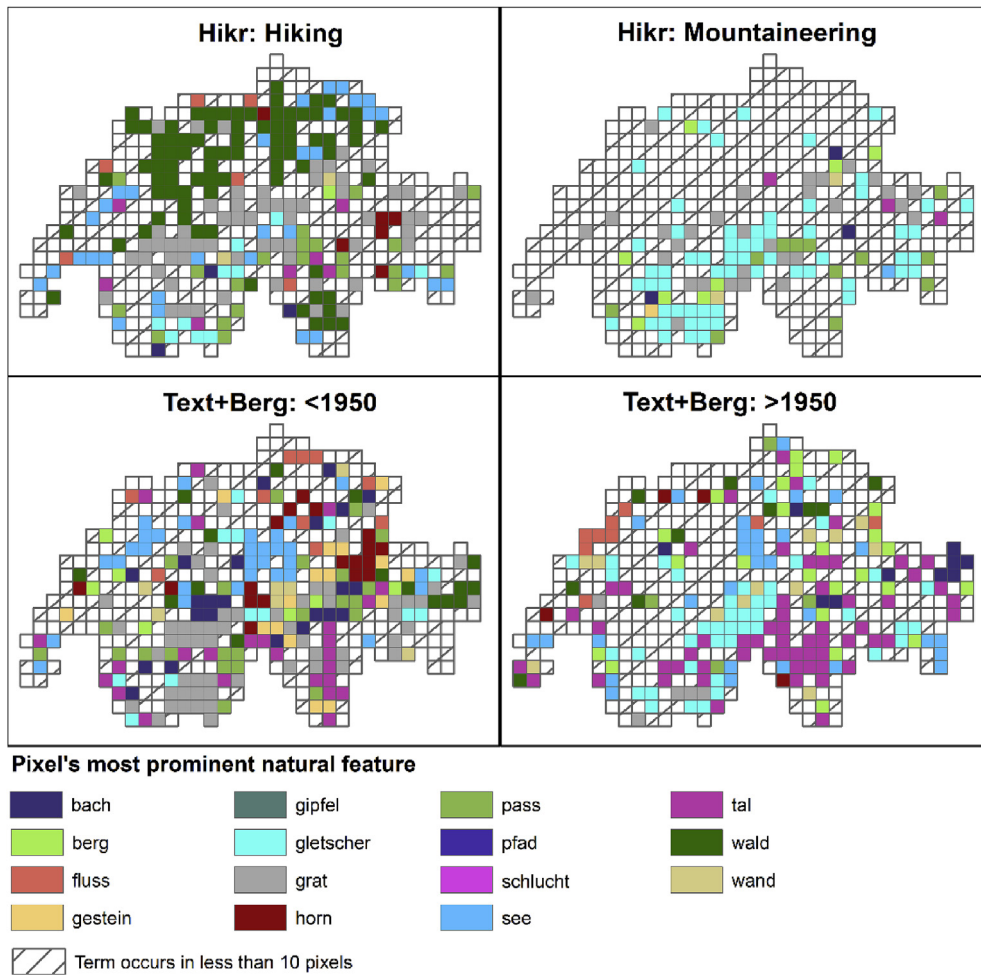 Hikr: Hiking
Hikr: Mountaineering
Text+Berg: <1950
Text+Berg: >1950
Pixel's most prominent natural feature
bach
gipfel
pass
tal
berg
gletscher
pfad
wald
fluss
grat
schlucht
wand
gestein
horn
see
Term occurs in less than 10 pixels